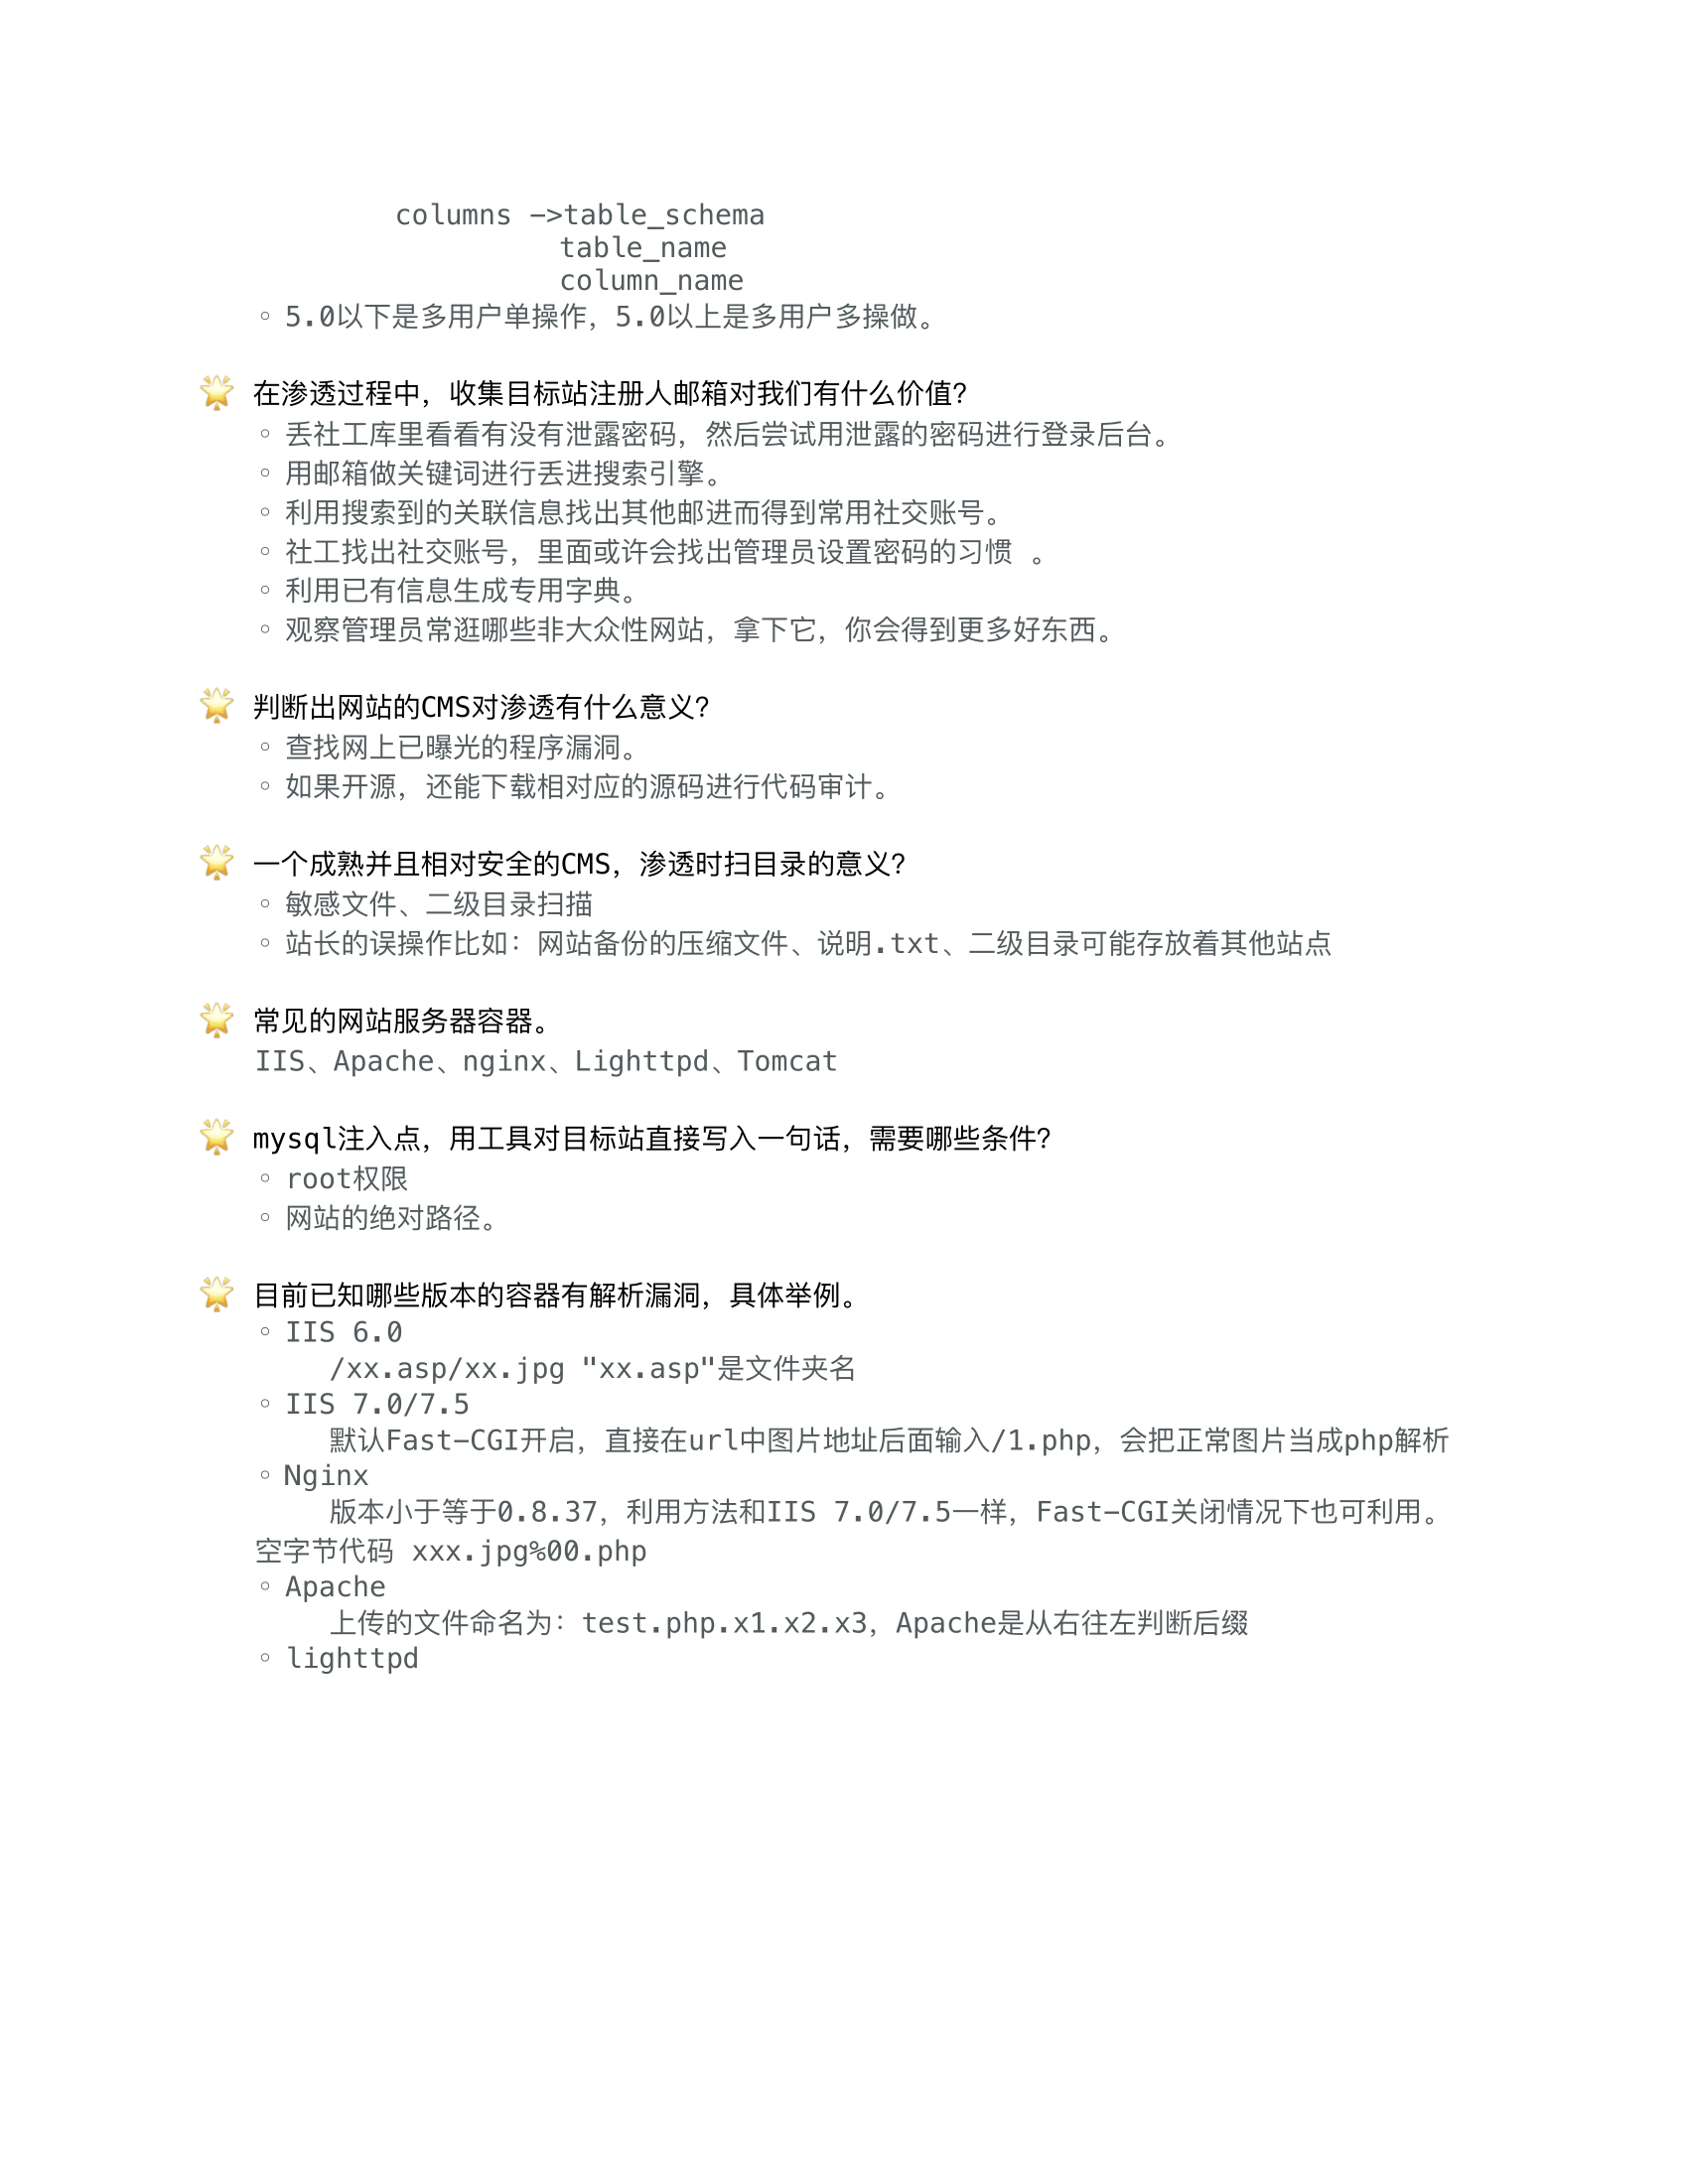 columns ->table_schema
table_name
column_name
◦ 5.0以下是多用户单操作，5.0以上是多用户多操做。
🌟 在渗透过程中，收集目标站注册人邮箱对我们有什么价值？
◦ 丢社工库里看看有没有泄露密码，然后尝试用泄露的密码进行登录后台。
◦ 用邮箱做关键词进行丢进搜索引擎。
◦ 利用搜索到的关联信息找出其他邮进而得到常用社交账号。
◦ 社工找出社交账号，里面或许会找出管理员设置密码的习惯 。
◦ 利用已有信息生成专用字典。
◦ 观察管理员常逛哪些非大众性网站，拿下它，你会得到更多好东西。
🌟 判断出网站的CMS对渗透有什么意义？
◦ 查找网上已曝光的程序漏洞。
◦ 如果开源，还能下载相对应的源码进行代码审计。
🌟 一个成熟并且相对安全的CMS，渗透时扫目录的意义？
◦ 敏感文件、二级目录扫描
◦ 站长的误操作比如：网站备份的压缩文件、说明.txt、二级目录可能存放着其他站点
🌟 常见的网站服务器容器。
IIS、Apache、nginx、Lighttpd、Tomcat
🌟 mysql注入点，用工具对目标站直接写入一句话，需要哪些条件？
◦ root权限
◦ 网站的绝对路径。
🌟 目前已知哪些版本的容器有解析漏洞，具体举例。
◦ IIS 6.0
/xx.asp/xx.jpg "xx.asp"是文件夹名
◦ IIS 7.0/7.5
默认Fast-CGI开启，直接在url中图片地址后面输入/1.php，会把正常图片当成php解析
◦ Nginx
版本小于等于0.8.37，利用方法和IIS 7.0/7.5一样，Fast-CGI关闭情况下也可利用。
空字节代码 xxx.jpg%00.php
◦ Apache
上传的文件命名为：test.php.x1.x2.x3，Apache是从右往左判断后缀
◦ lighttpd